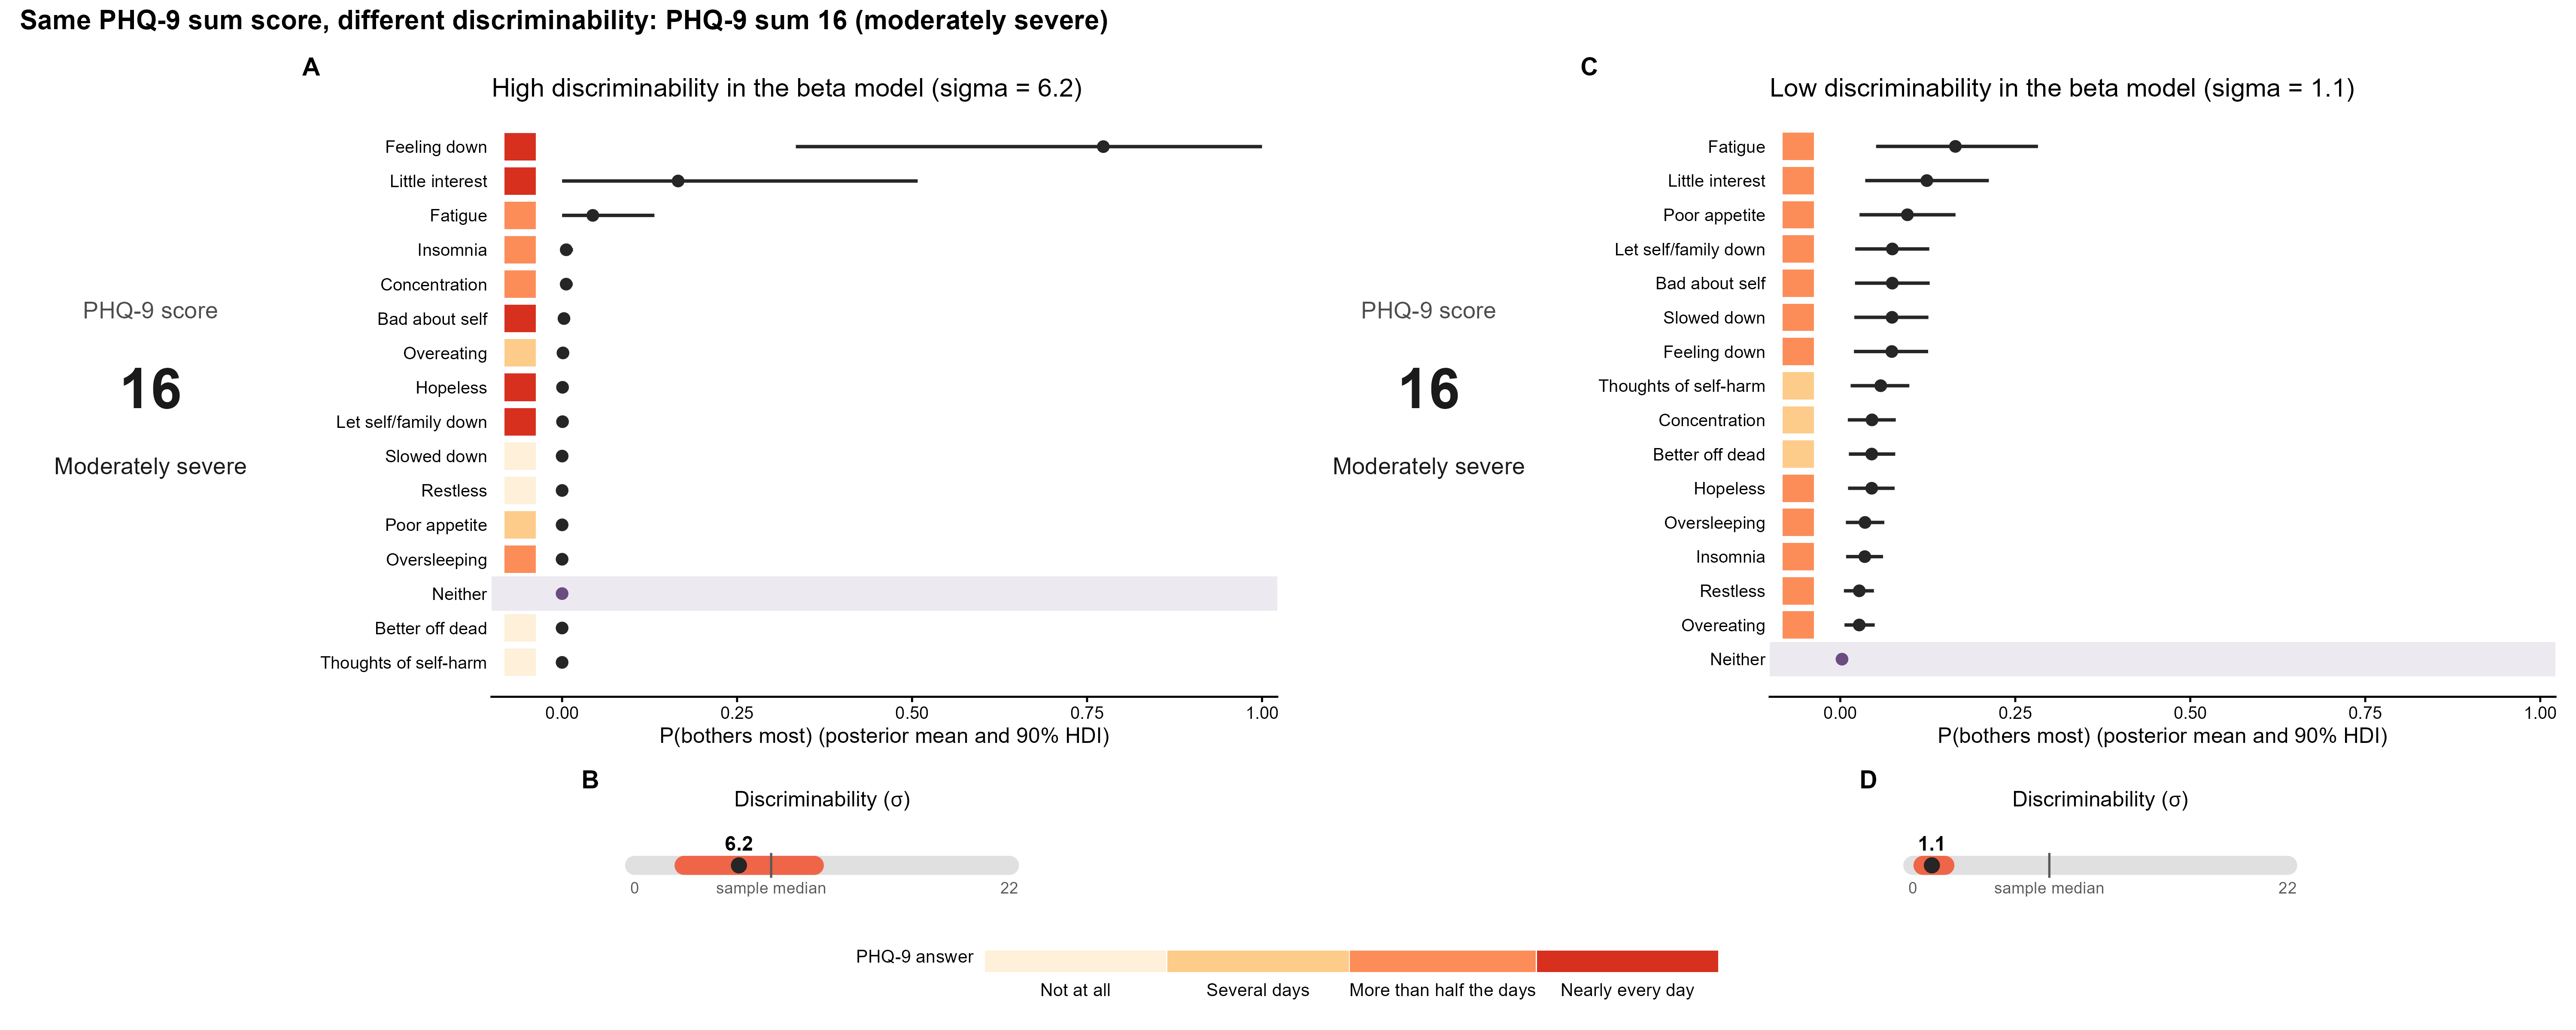 Same PHQ-9 sum score, different discriminability: PHQ-9 sum 16 (moderately severe)
A
High discriminability in the beta model (sigma = 6.2)
PHQ-9 score
16
Moderately severe
Feeling down
Little interest
Fatigue
Insomnia
Concentration
Bad about self
Overeating
Hopeless
Let self/family down
Slowed down
Restless
Poor appetite
Oversleeping
Neither
Better off dead
Thoughts of self-harm
0.00 0.25 0.50 0.75 1.00
P(bothers most) (posterior mean and 90% HDI)
B
Discriminability (σ)
6.2
0 sample median 22
C
Low discriminability in the beta model (sigma = 1.1)
PHQ-9 score
16
Moderately severe
Fatigue
Little interest
Poor appetite
Let self/family down
Bad about self
Slowed down
Feeling down
Thoughts of self-harm
Concentration
Better off dead
Hopeless
Oversleeping
Insomnia
Restless
Overeating
Neither
0.00 0.25 0.50 0.75 1.00
P(bothers most) (posterior mean and 90% HDI)
D
Discriminability (σ)
1.1
0 sample median 22
PHQ-9 answer
Not at all Several days More than half the days Nearly every day